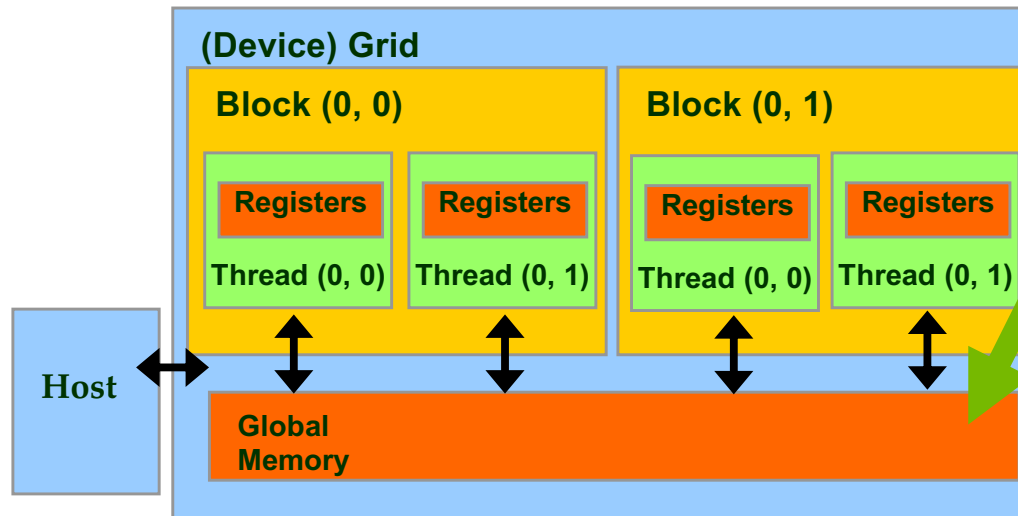 (Device) Grid
Block (0, 0)
Block (0, 1)
Registers
Registers
Registers
Registers
Thread (0, 0)
Thread (0, 1)
Thread (0, 0)
Thread (0, 1)
Host
Global
Memory